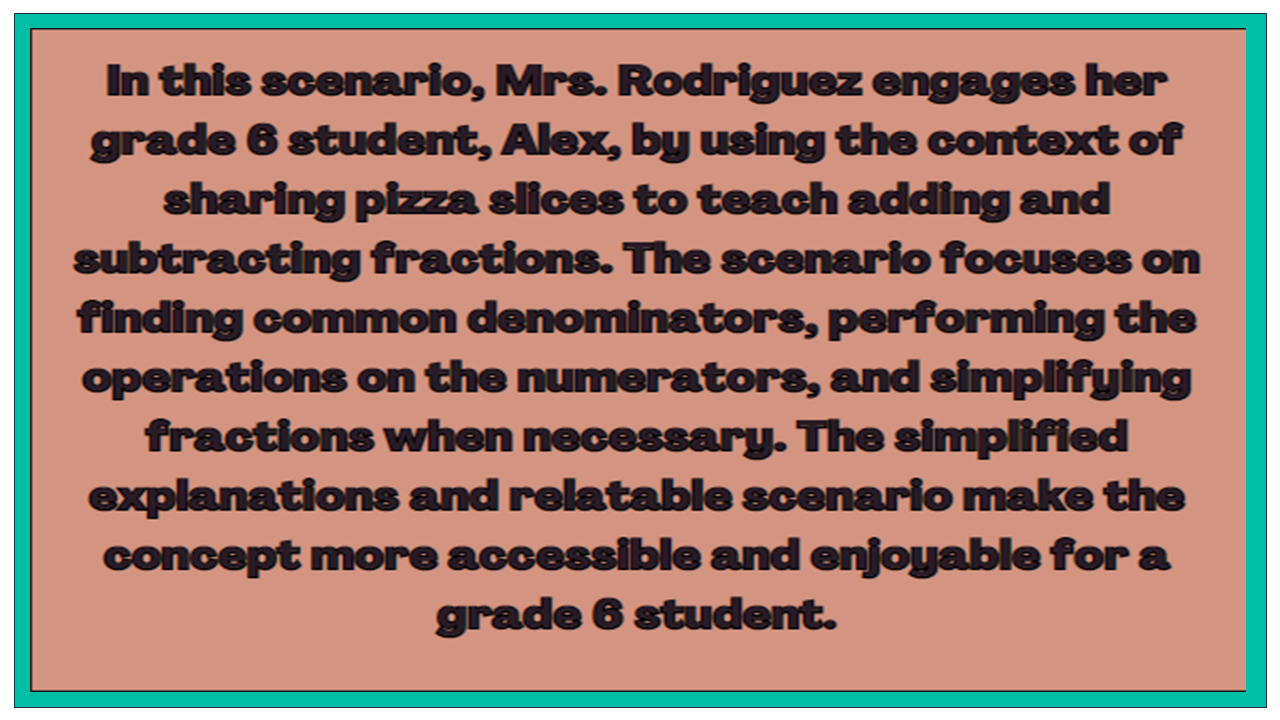 In this scenario, Mrs. Rodriguez engages her
grade 6 student, Alex, by using the context of
sharing pizza slices to teach adding and
subtracting fractions. The scenario focuses on
finding common denominators, performing the
operations on the numerators, and simplifying
fractions when necessary. The simplified
explanations and relatable scenario make the
concept more accessible and enjoyable for a
grade 6 student.